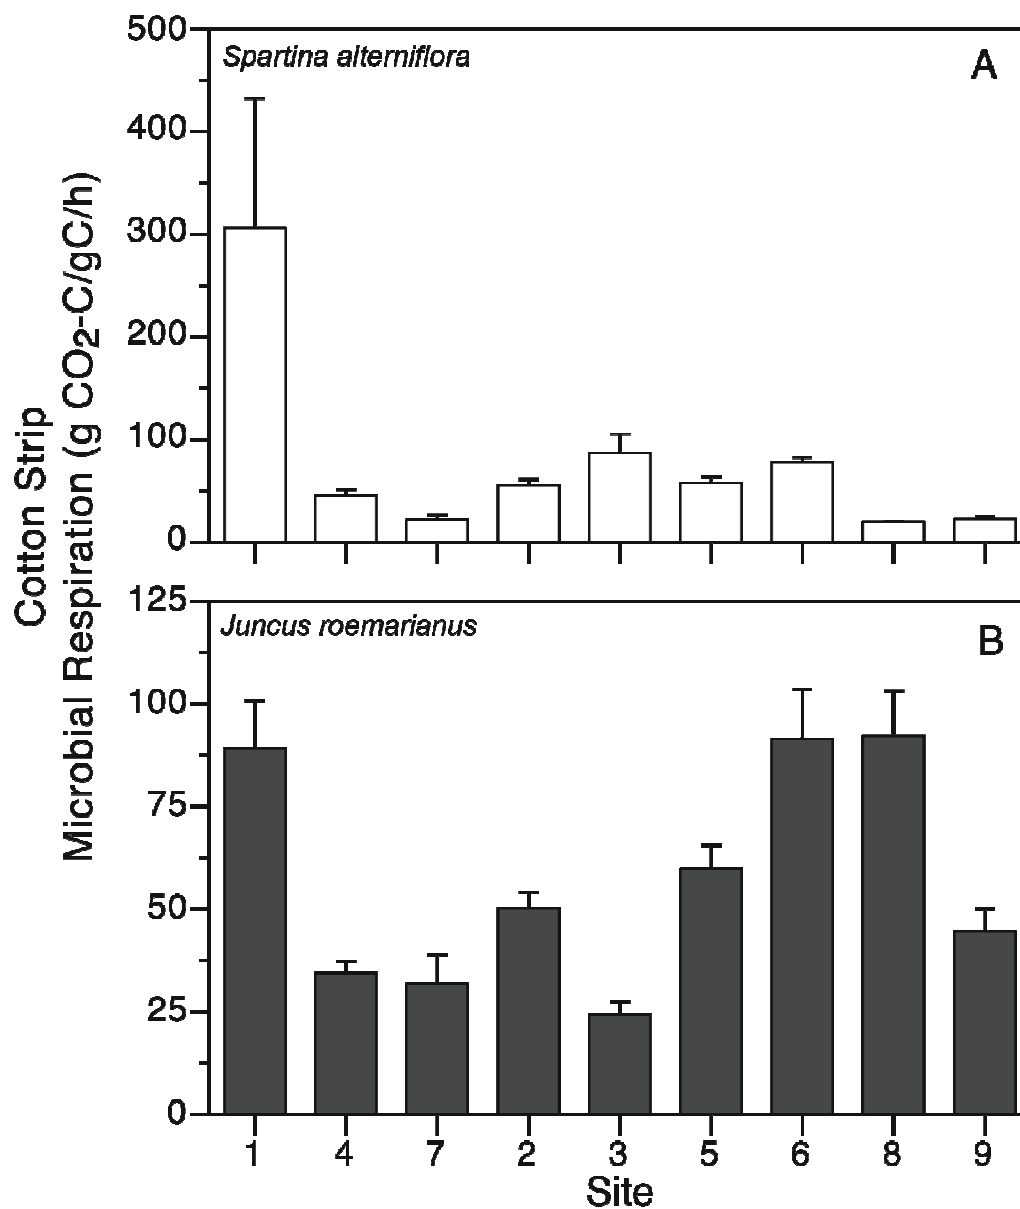 Cotton Strip
Microbial Respiration (g CO2-C/gC/h)
500
400
300
200
100
0
Spartina alterniflora
A
125
100
75
50
25
0
Juncus roemarianus
B
1 4 7 2 3 5 6 8 9
Site